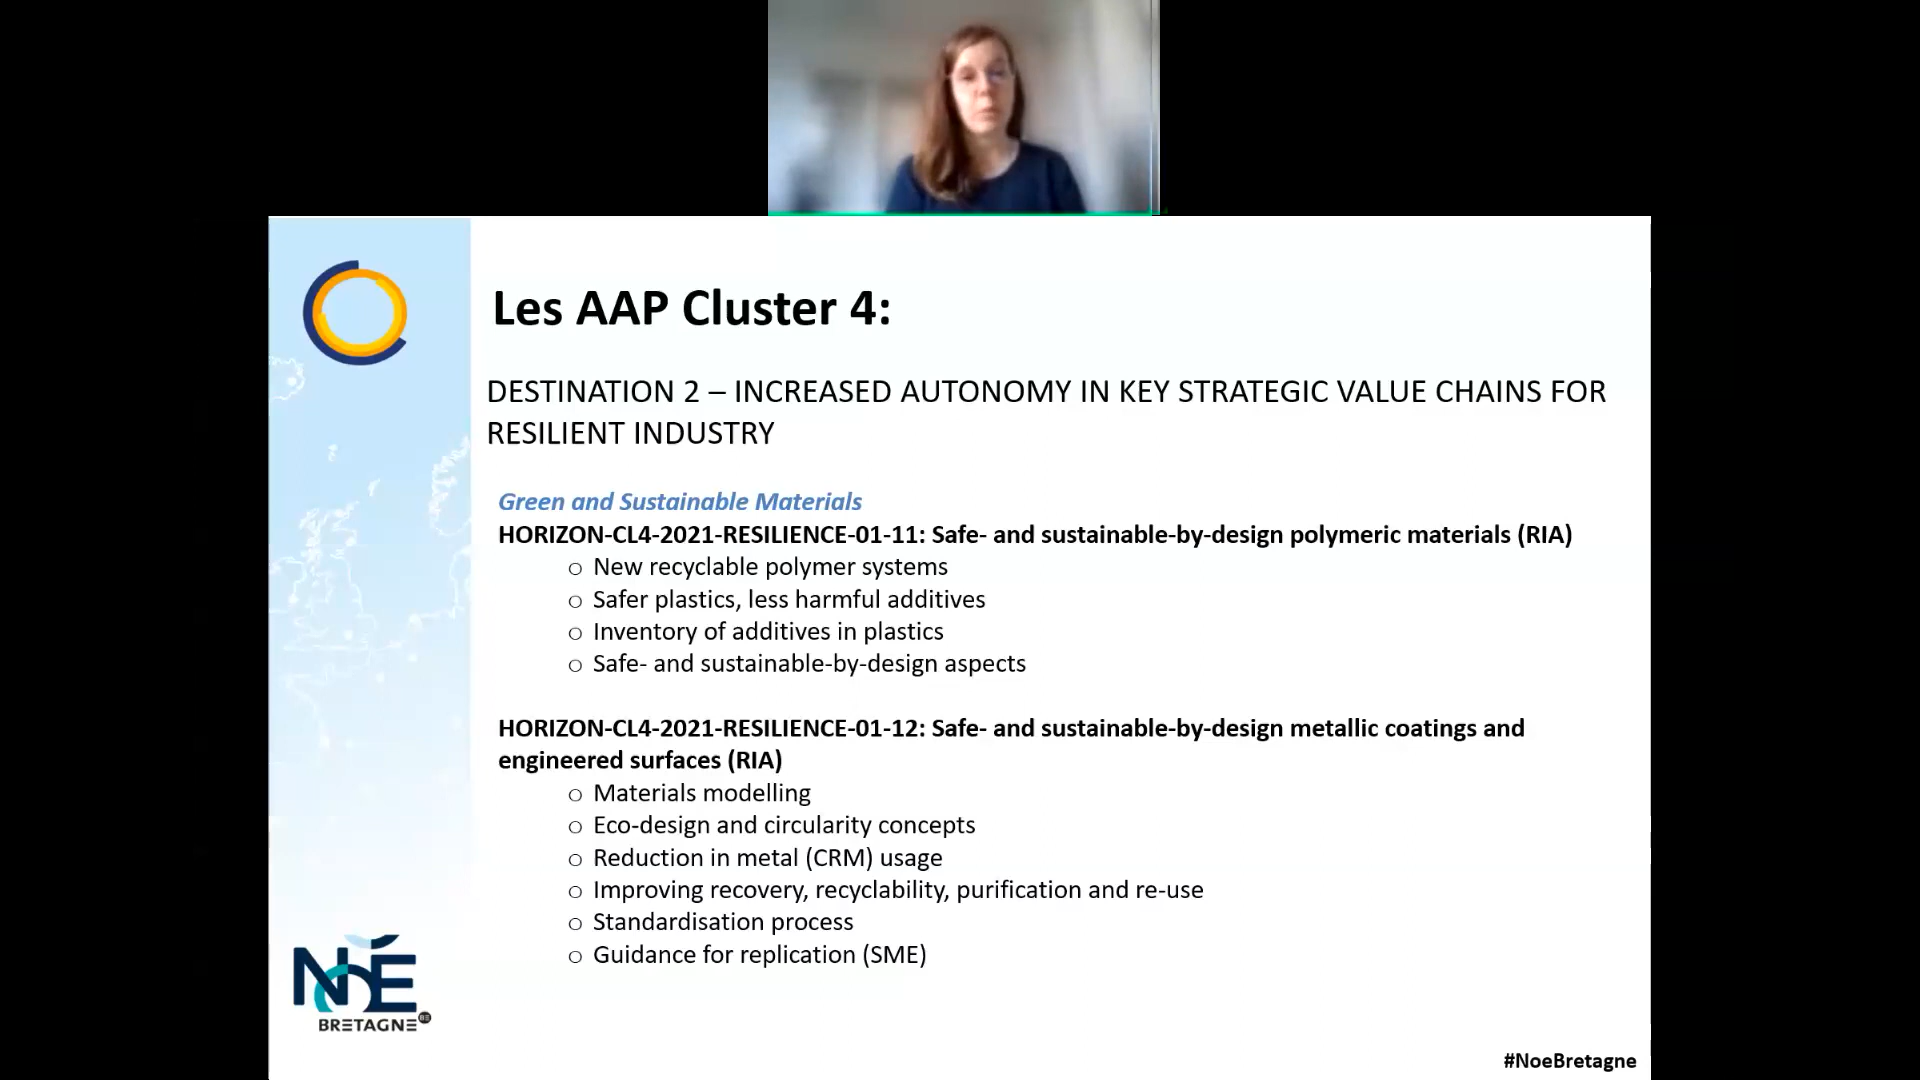 Les AAP Cluster 4:
DESTINATION 2 – INCREASED AUTONOMY IN KEY STRATEGIC VALUE CHAINS FOR
RESILIENT INDUSTRY
Green and Sustainable Materials
HORIZON-CL4-2021-RESILIENCE-01-11: Safe- and sustainable-by-design polymeric materials (RIA)
o New recyclable polymer systems
o Safer plastics, less harmful additives
o Inventory of additives in plastics
o Safe- and sustainable-by-design aspects
HORIZON-CL4-2021-RESILIENCE-01-12: Safe- and sustainable-by-design metallic coatings and
engineered surfaces (RIA)
o Materials modelling
o Eco-design and circularity concepts
o Reduction in metal (CRM) usage
o Improving recovery, recyclability, purification and re-use
o Standardisation process
o Guidance for replication (SME)
NOÉ
BRETAGNE
#NoeBretagne